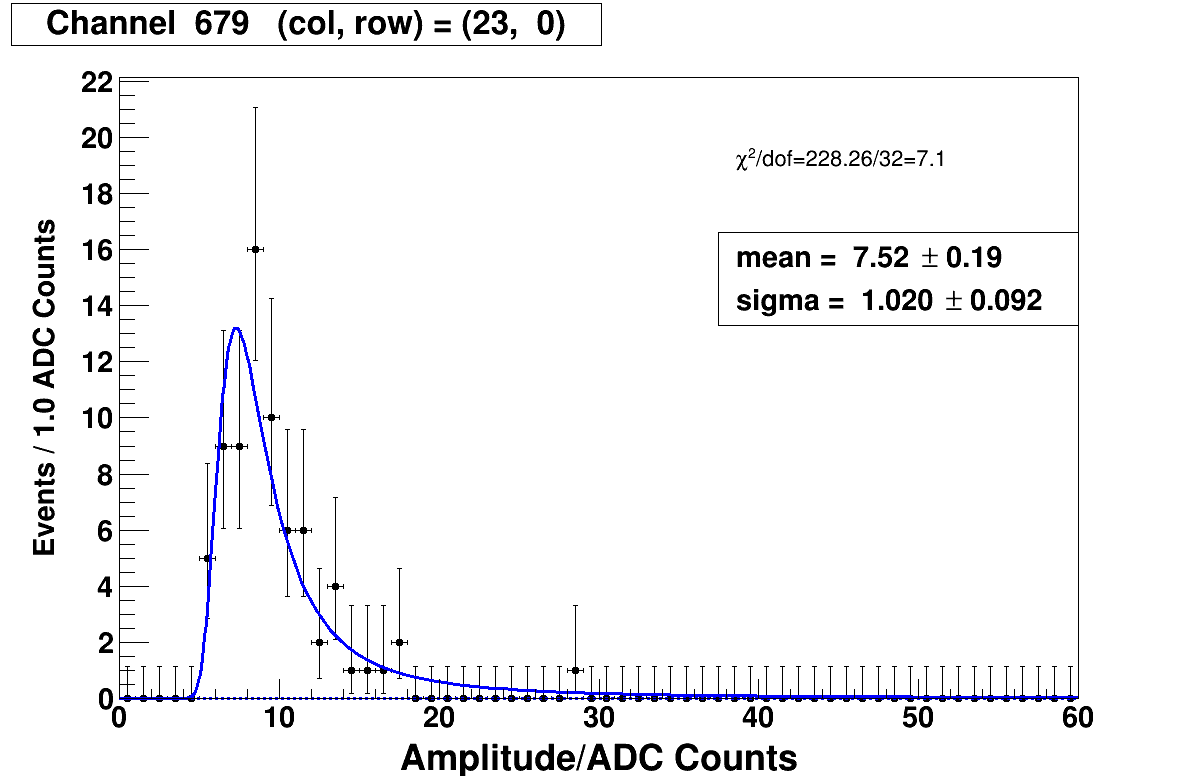 Channel 679 (col, row) = (23, 0)
22
20
18
16
14
12
10
8
6
4
2
0
Events / 1.0 ADC Counts
χ²/dof=228.26/32=7.1
mean = 7.52 ± 0.19
sigma = 1.020 ± 0.092
0 10 20 30 40 50 60
Amplitude/ADC Counts